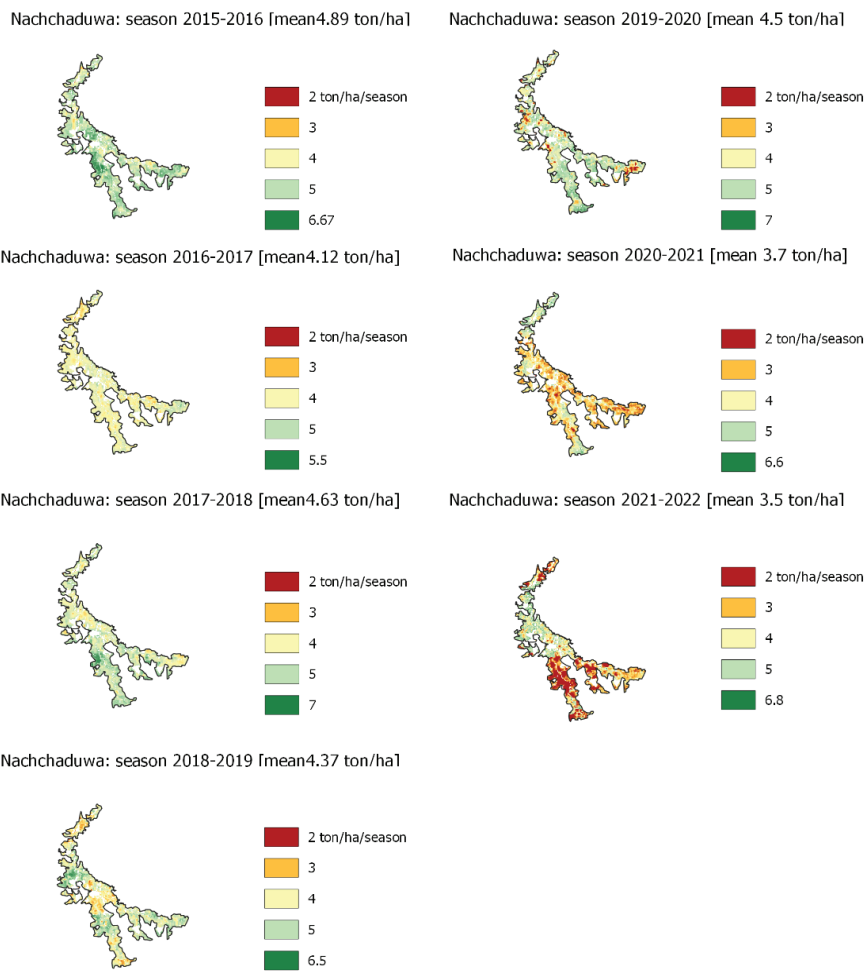 Nachchaduwa: season 2015-2016 [mean4.89 ton/ha]
2 ton/ha/season
3
4
5
6.67
Nachchaduwa: season 2016-2017 [mean4.12 ton/ha]
2 ton/ha/season
3
4
5
5.5
Nachchaduwa: season 2017-2018 [mean4.63 ton/ha]
2 ton/ha/season
3
4
5
7
Nachchaduwa: season 2018-2019 [mean4.37 ton/ha]
2 ton/ha/season
3
4
5
6.5
Nachchaduwa: season 2019-2020 [mean 4.5 ton/ha]
2 ton/ha/season
3
4
5
7
Nachchaduwa: season 2020-2021 [mean 3.7 ton/ha]
2 ton/ha/season
3
4
5
6.6
Nachchaduwa: season 2021-2022 [mean 3.5 ton/ha]
2 ton/ha/season
3
4
5
6.8